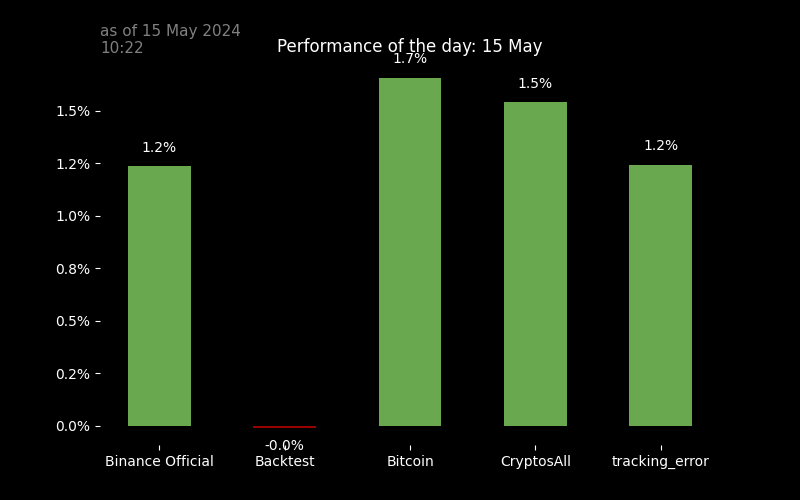 as of 15 May 2024
10:22
Performance of the day: 15 May
1.7%
1.5%
1.2%
1.2%
-0.0%
1.5%
1.2%
1.0%
0.8%
0.5%
0.2%
0.0%
Binance Official
Backtest
Bitcoin
CryptosAll
tracking_error